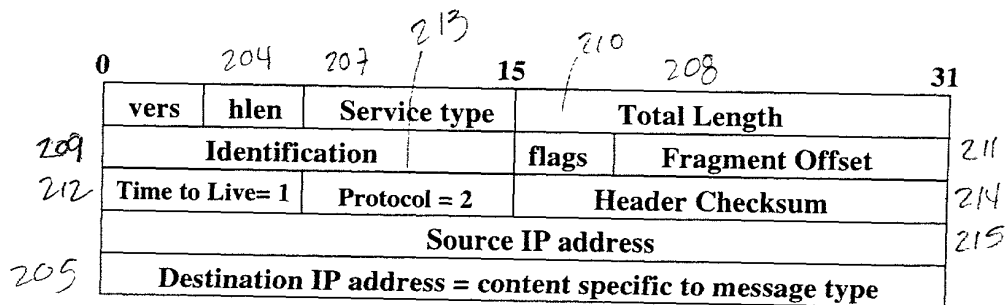 213
204 207 210 208
0 15 31
vers hlen Service type Total Length
209 Identification flags Fragment Offset 211
212 Time to Live= 1 Protocol = 2 Header Checksum 214
Source IP address 215
205 Destination IP address = content specific to message type